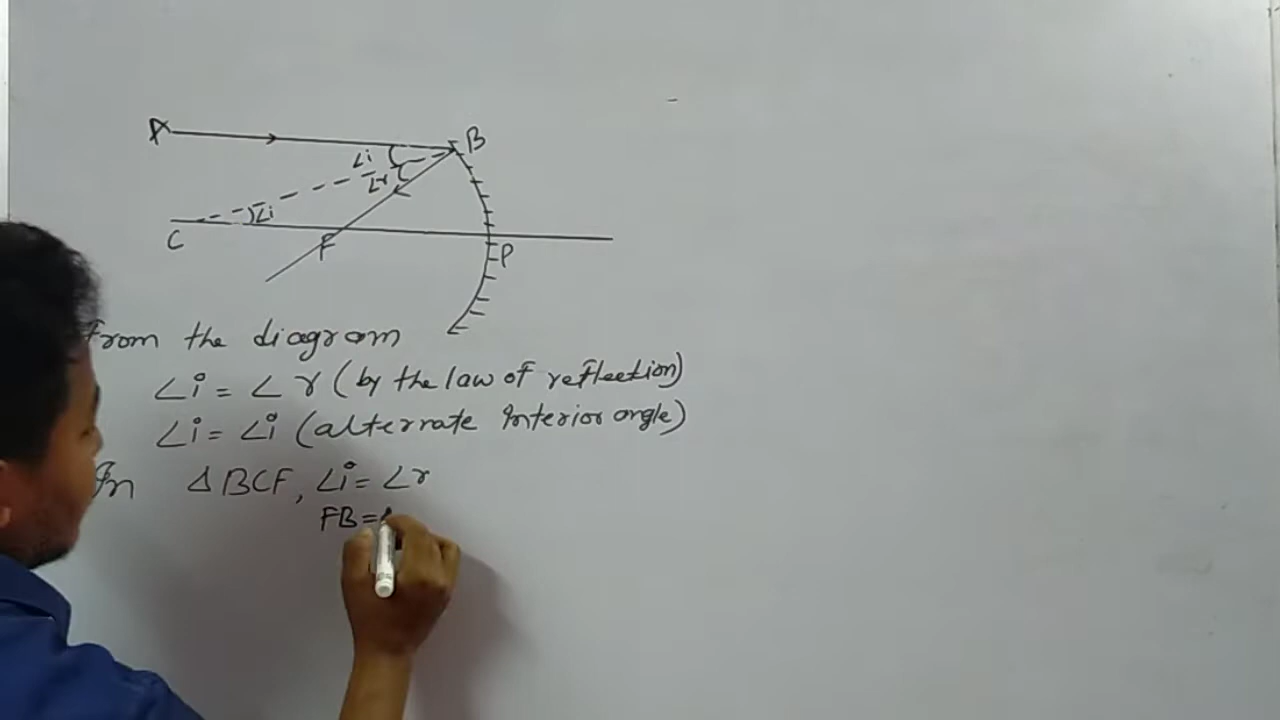 A
B
∠i
∠r
∠i
C
F
P
From the diagram
∠i = ∠r (by the law of reflection)
∠i = ∠i (alternate interior angle)
In ΔBCF, ∠i = ∠r
FB =